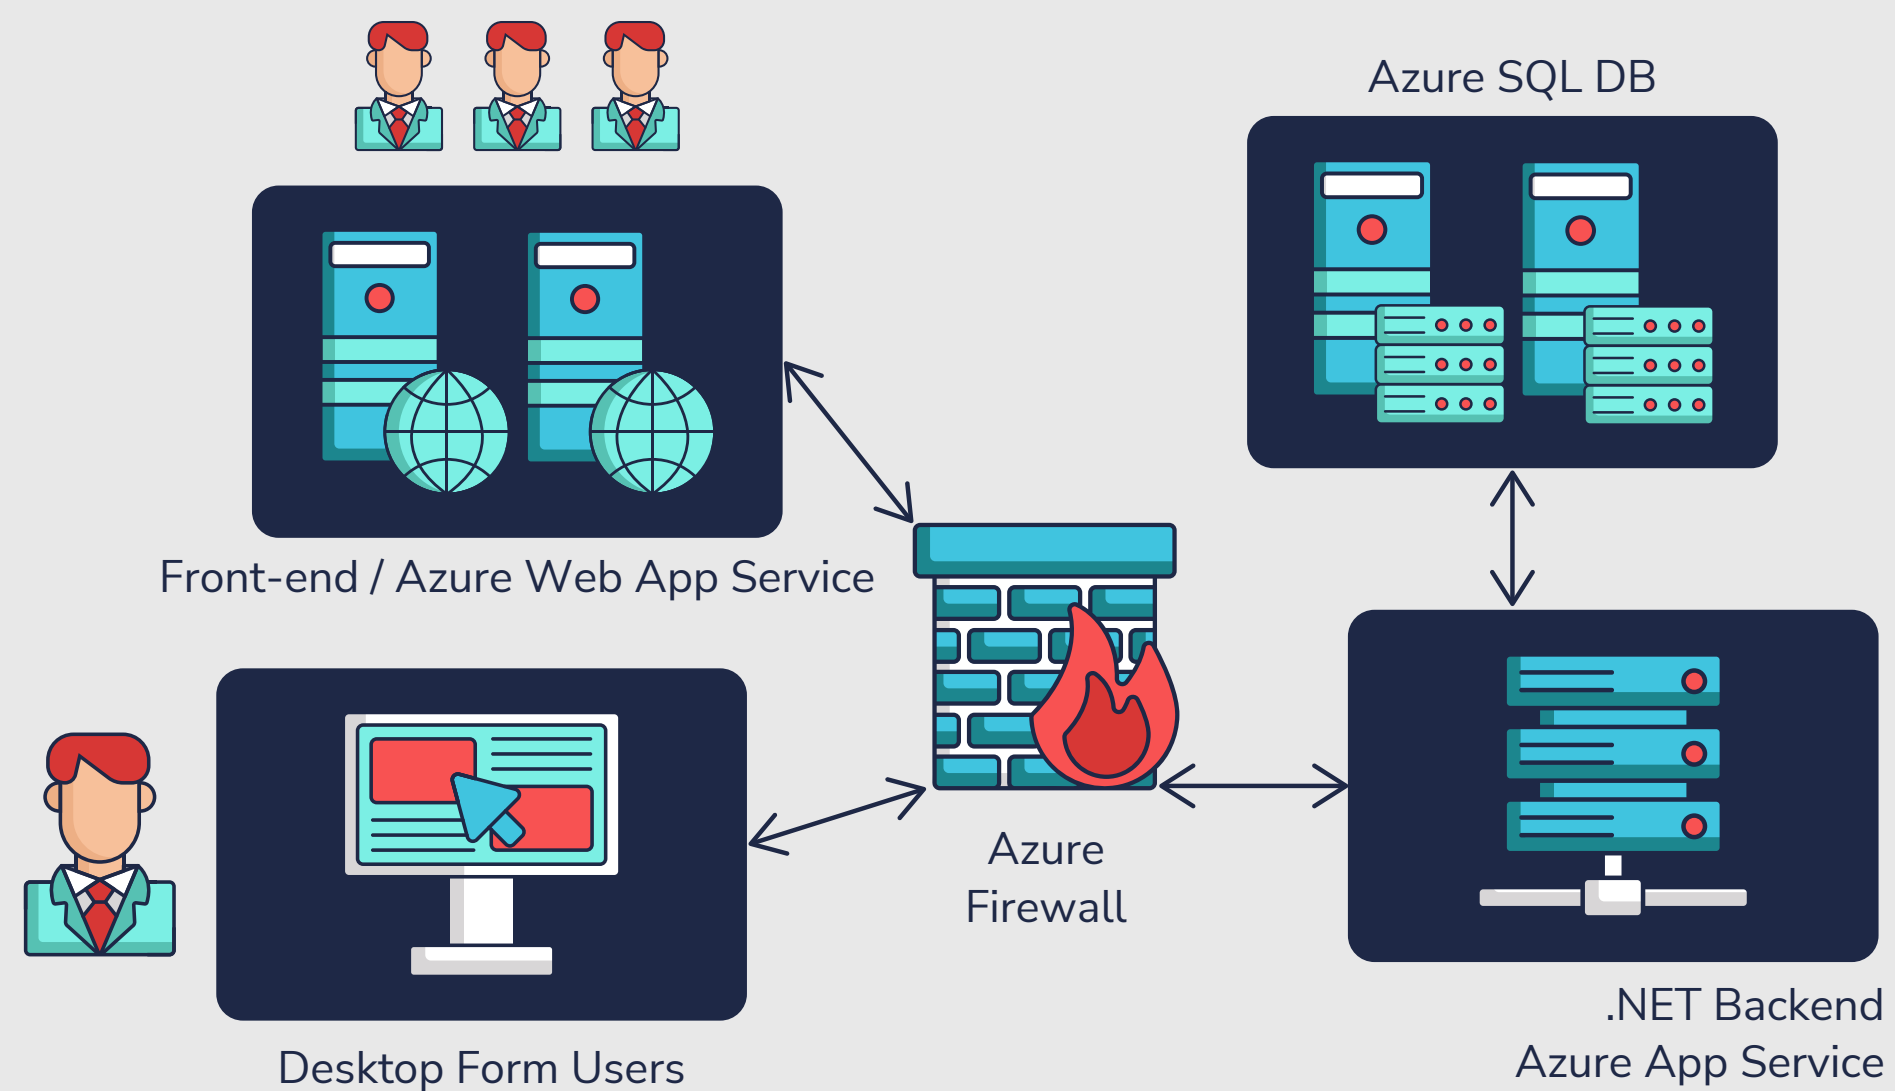 Azure SQL DB
Front-end / Azure Web App Service
Azure
Firewall
.NET Backend
Azure App Service
Desktop Form Users